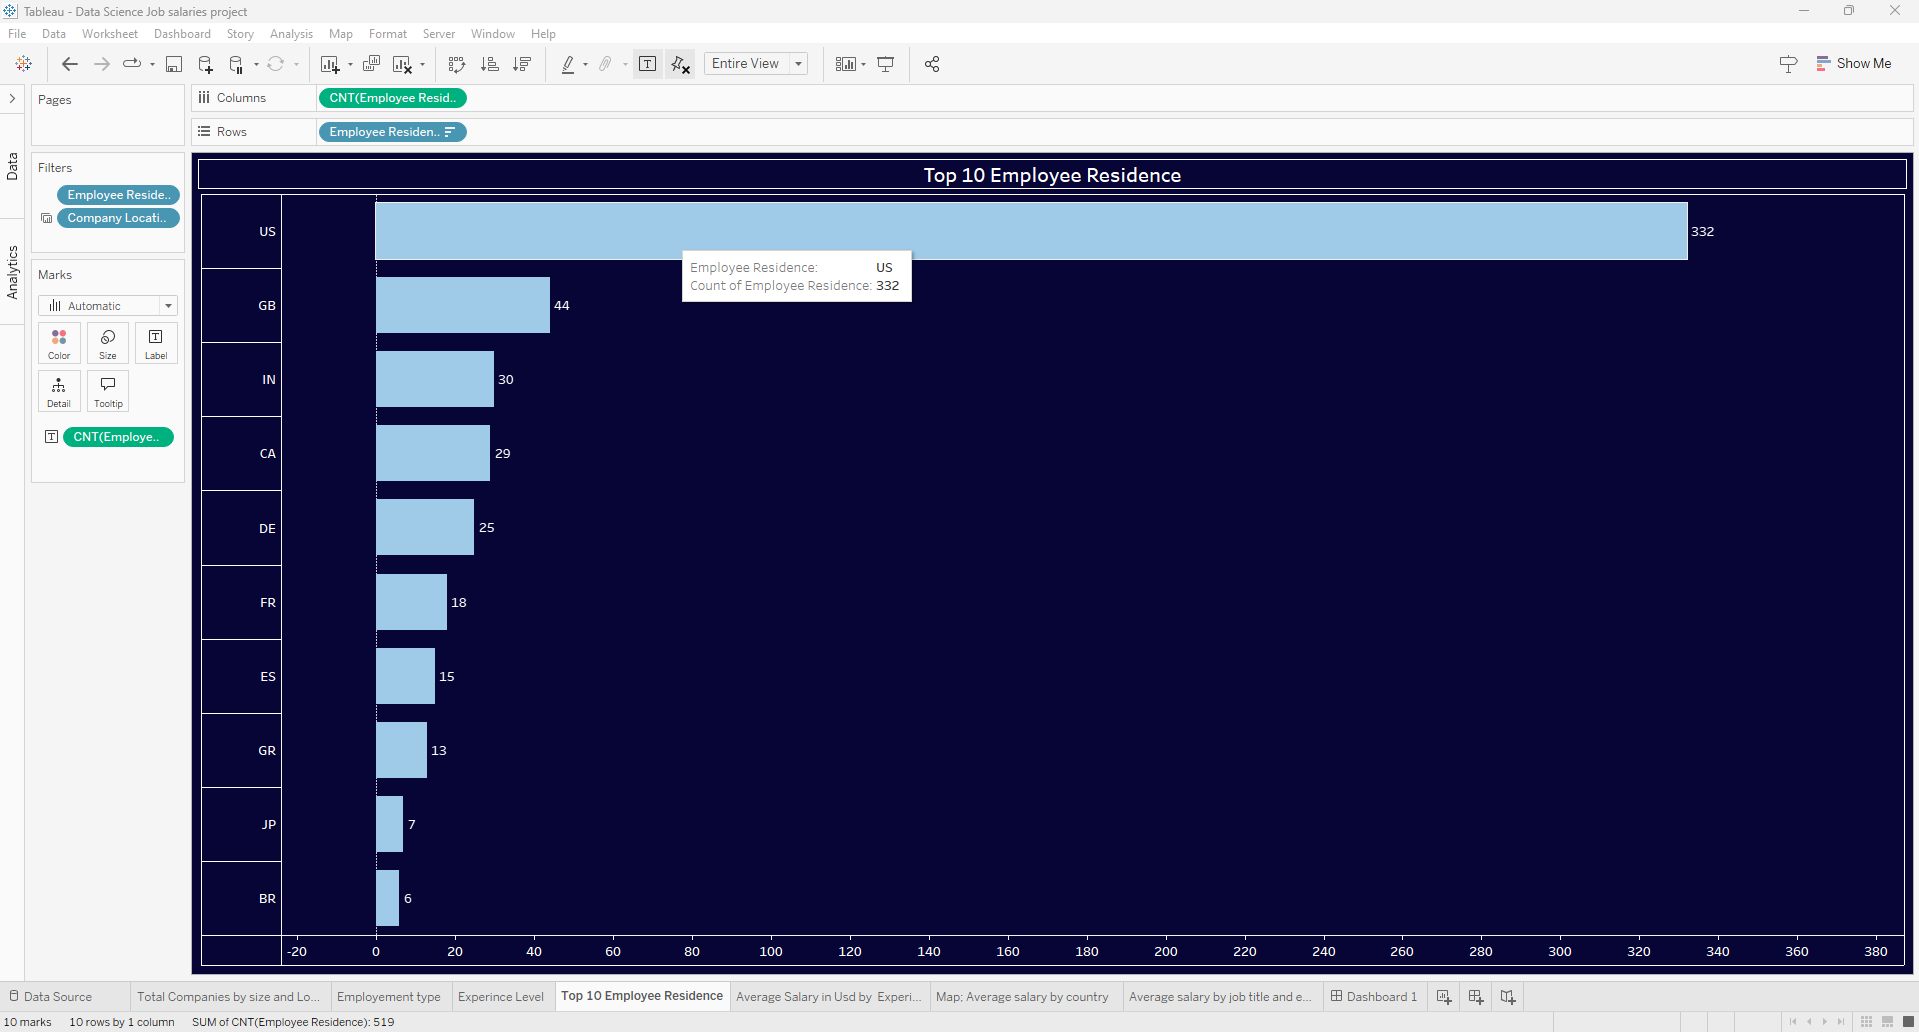 Tableau - Data Science Job salaries project
File Data Worksheet Dashboard Story Analysis Map Format Server Window Help
Entire View
Show Me
Pages
Columns
CNT(Employee Resid..
Rows
Employee Residen..
Filters
Employee Reside..
Company Locati..
Marks
Automatic
Color Size Label
Detail Tooltip
CNT(Employe..
Data
Analytics
Top 10 Employee Residence
US 332
Employee Residence: US
Count of Employee Residence: 332
GB 44
IN 30
CA 29
DE 25
FR 18
ES 15
GR 13
JP 7
BR 6
-20 0 20 40 60 80 100 120 140 160 180 200 220 240 260 280 300 320 340 360 380
Data Source Total Companies by size and Lo... Employement type Experince Level Top 10 Employee Residence Average Salary in Usd by Experi... Map; Average salary by country Average salary by job title and e... Dashboard 1
10 marks 10 rows by 1 column SUM of CNT(Employee Residence): 519